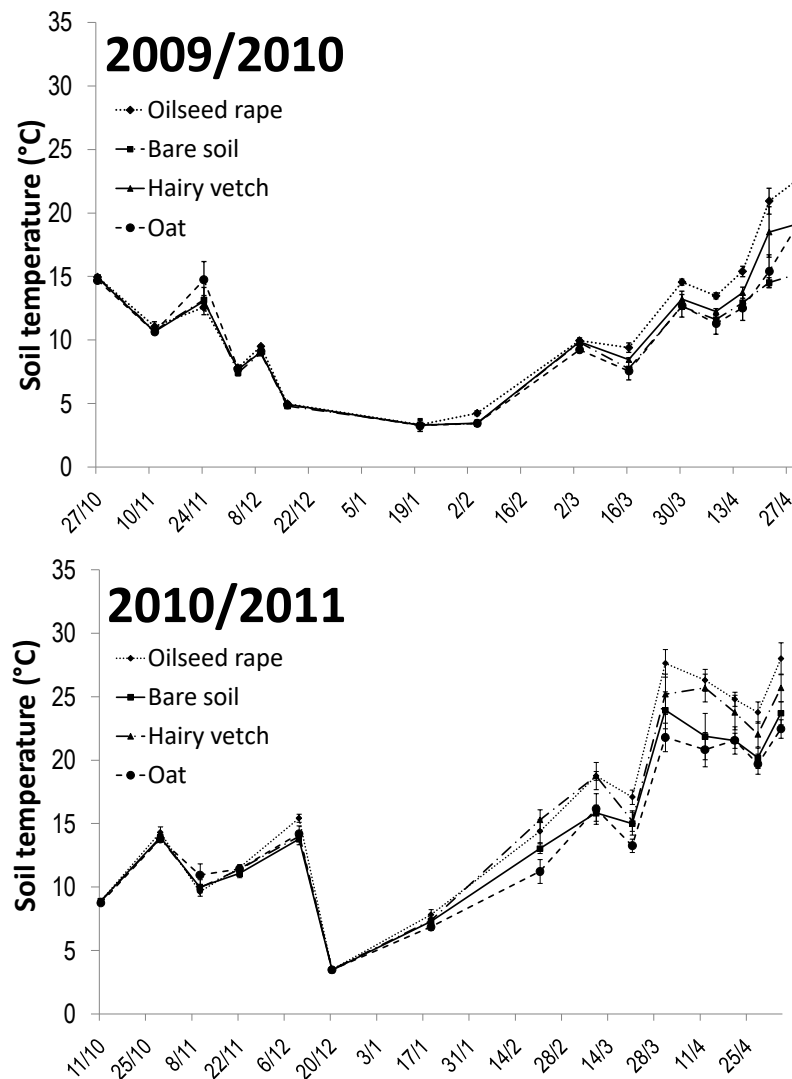 35
2009/2010
30
Oilseed rape
25
Bare soil
Hairy vetch
20
Oat
15
10
5
0
Soil temperature (°C)
27/10 10/11 24/11 8/12 22/12 5/1 19/1 2/2 16/2 2/3 16/3 30/3 13/4 27/4
35
2010/2011
30
Oilseed rape
25
Bare soil
Hairy vetch
20
Oat
15
10
5
0
Soil temperature (°C)
11/10 25/10 8/11 22/11 6/12 20/12 3/1 17/1 31/1 14/2 28/2 14/3 28/3 11/4 25/4